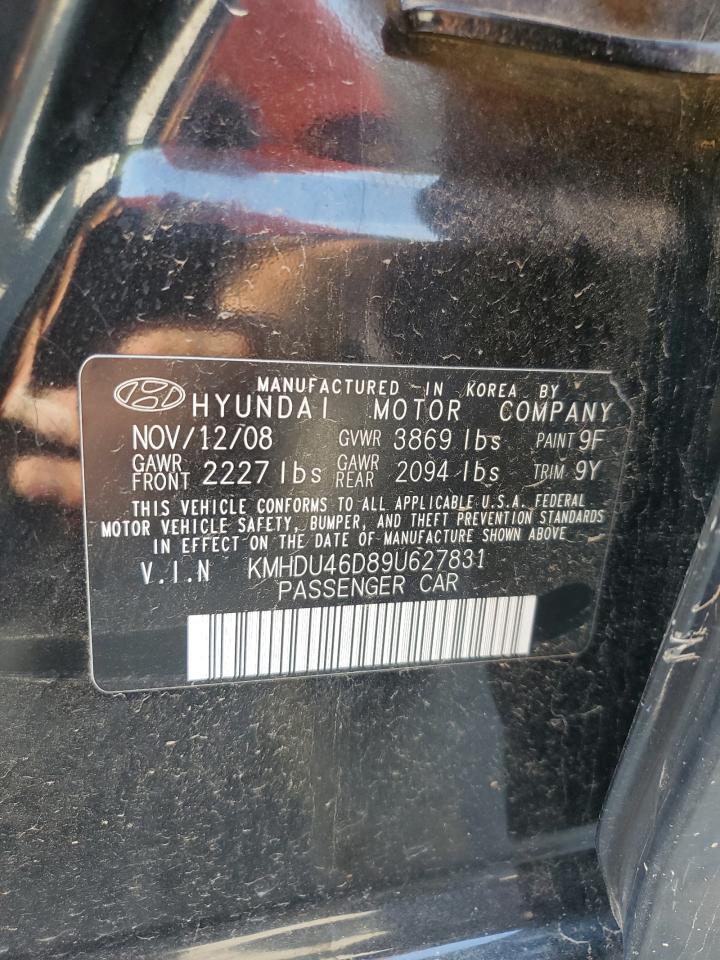 MANUFACTURED IN KOREA BY
HYUNDAI MOTOR COMPANY
NOV/12/08 GVWR 3869 lbs PAINT 9F
GAWR FRONT 2227 lbs GAWR REAR 2094 lbs TRIM 9Y
THIS VEHICLE CONFORMS TO ALL APPLICABLE U.S.A. FEDERAL
MOTOR VEHICLE SAFETY, BUMPER, AND THEFT PREVENTION STANDARDS
IN EFFECT ON THE DATE OF MANUFACTURE SHOWN ABOVE
V.I.N KMHDU46D89U627831
PASSENGER CAR